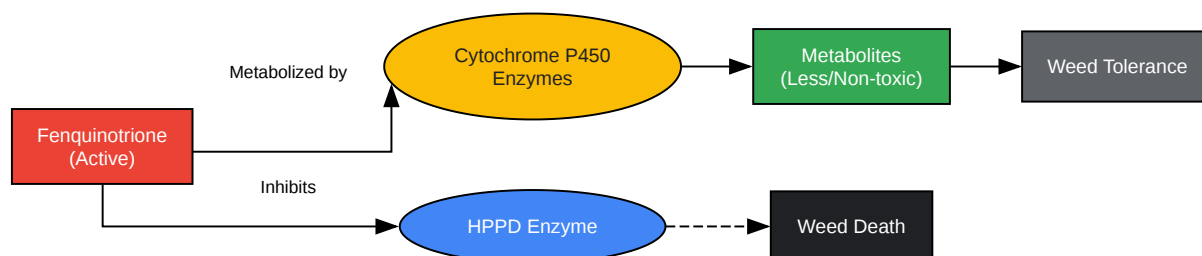 Metabolized by
Cytochrome P450
Enzymes
Metabolites
(Less/Non-toxic)
Weed Tolerance
Fenquinotrione
(Active)
Inhibits
HPPD Enzyme
Weed Death